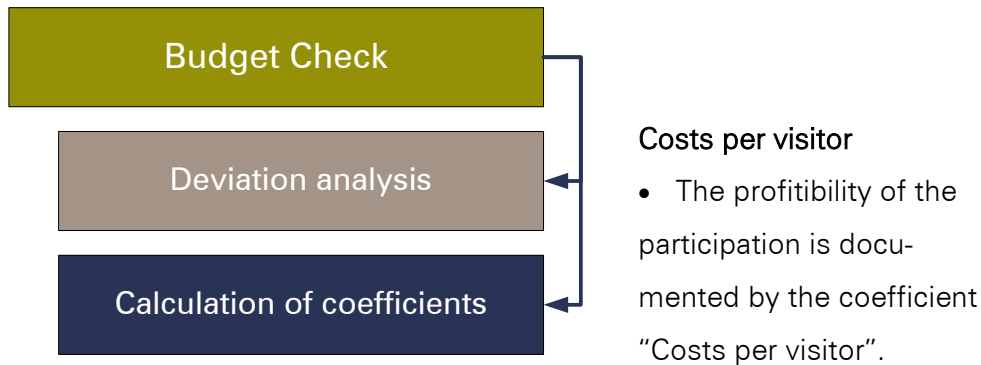 Budget Check
Deviation analysis
Calculation of coefficients
Costs per visitor
• The profitibility of the
participation is docu-
mented by the coefficient
“Costs per visitor”.